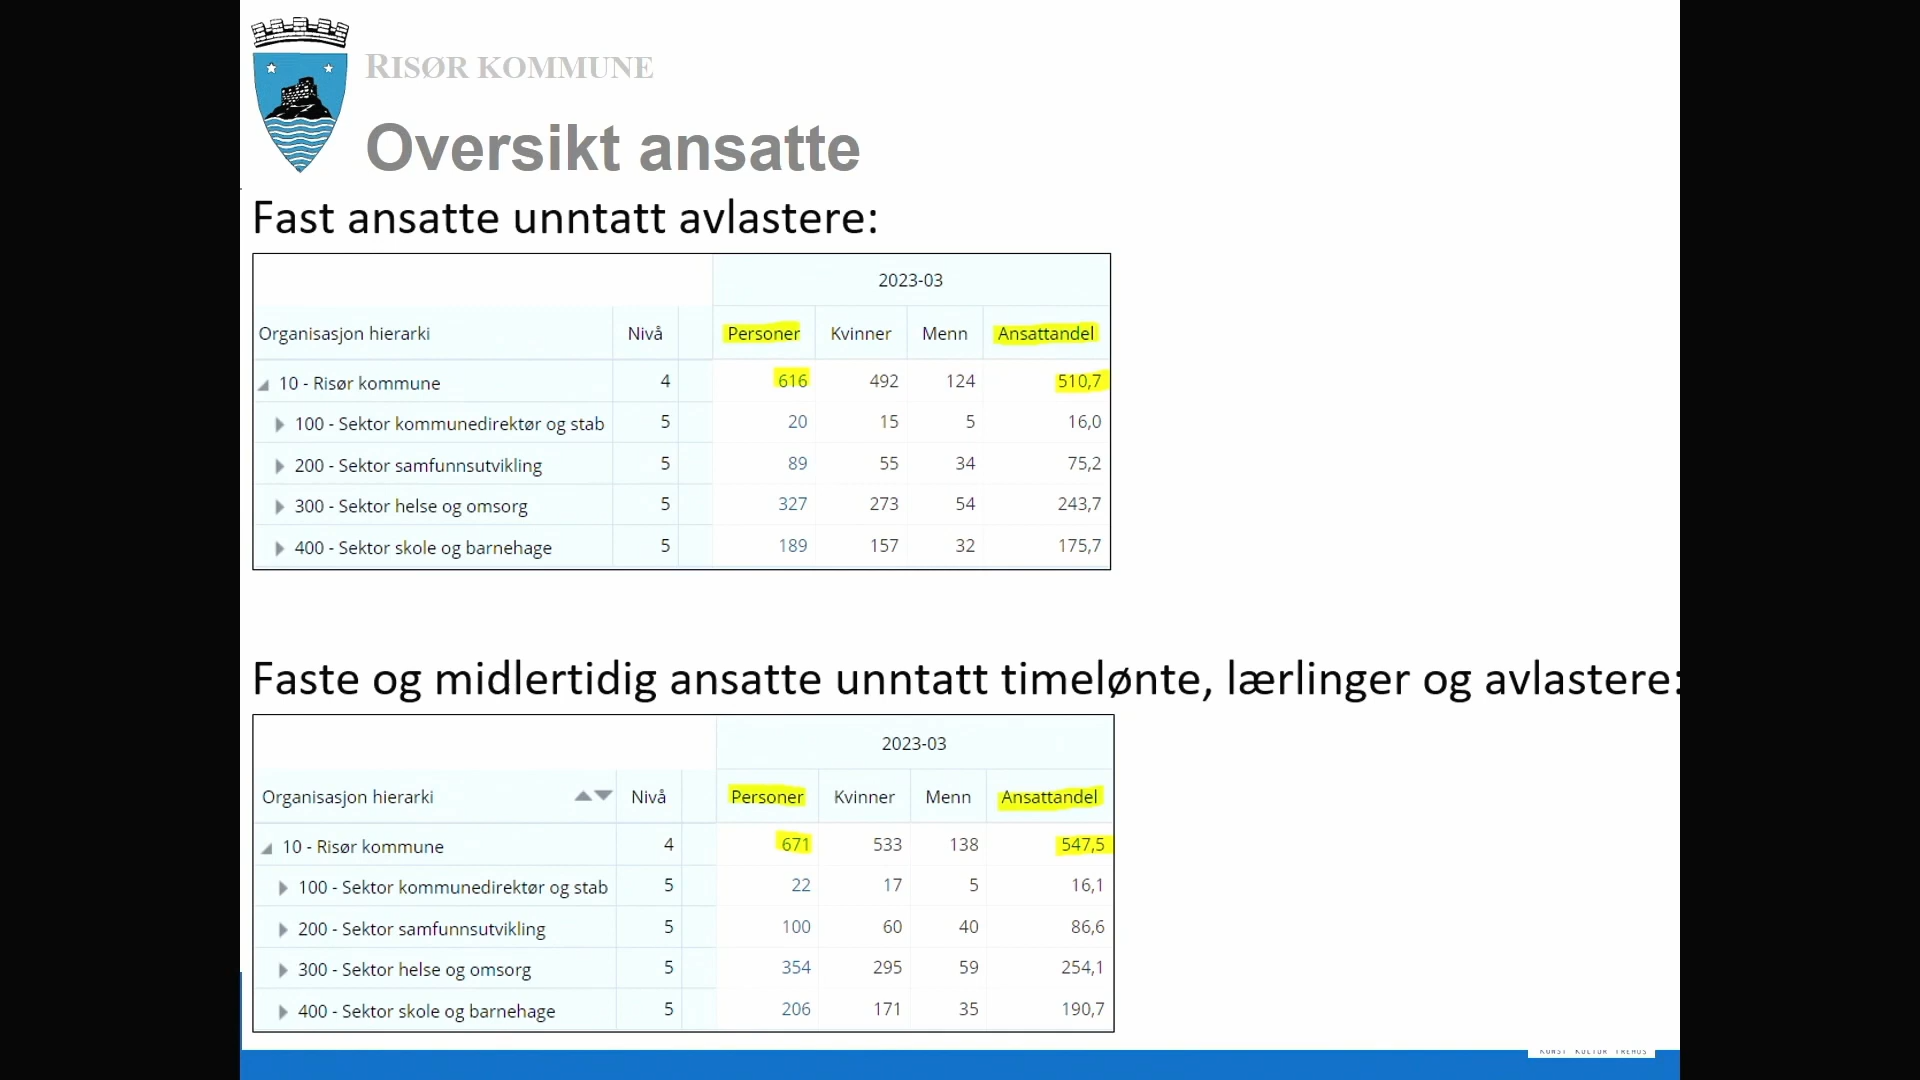 RISØR KOMMUNE
Oversikt ansatte
Fast ansatte unntatt avlastere:
2023-03
Organisasjon hierarki Nivå Personer Kvinner Menn Ansattandel
10 - Risør kommune 4 616 492 124 510,7
100 - Sektor kommunedirektør og stab 5 20 15 5 16,0
200 - Sektor samfunnsutvikling 5 89 55 34 75,2
300 - Sektor helse og omsorg 5 327 273 54 243,7
400 - Sektor skole og barnehage 5 189 157 32 175,7
Faste og midlertidig ansatte unntatt timelønte, lærlinger og avlastere:
2023-03
Organisasjon hierarki Nivå Personer Kvinner Menn Ansattandel
10 - Risør kommune 4 671 533 138 547,5
100 - Sektor kommunedirektør og stab 5 22 17 5 16,1
200 - Sektor samfunnsutvikling 5 100 60 40 86,6
300 - Sektor helse og omsorg 5 354 295 59 254,1
400 - Sektor skole og barnehage 5 206 171 35 190,7
KUNST KULTUR TREHUS